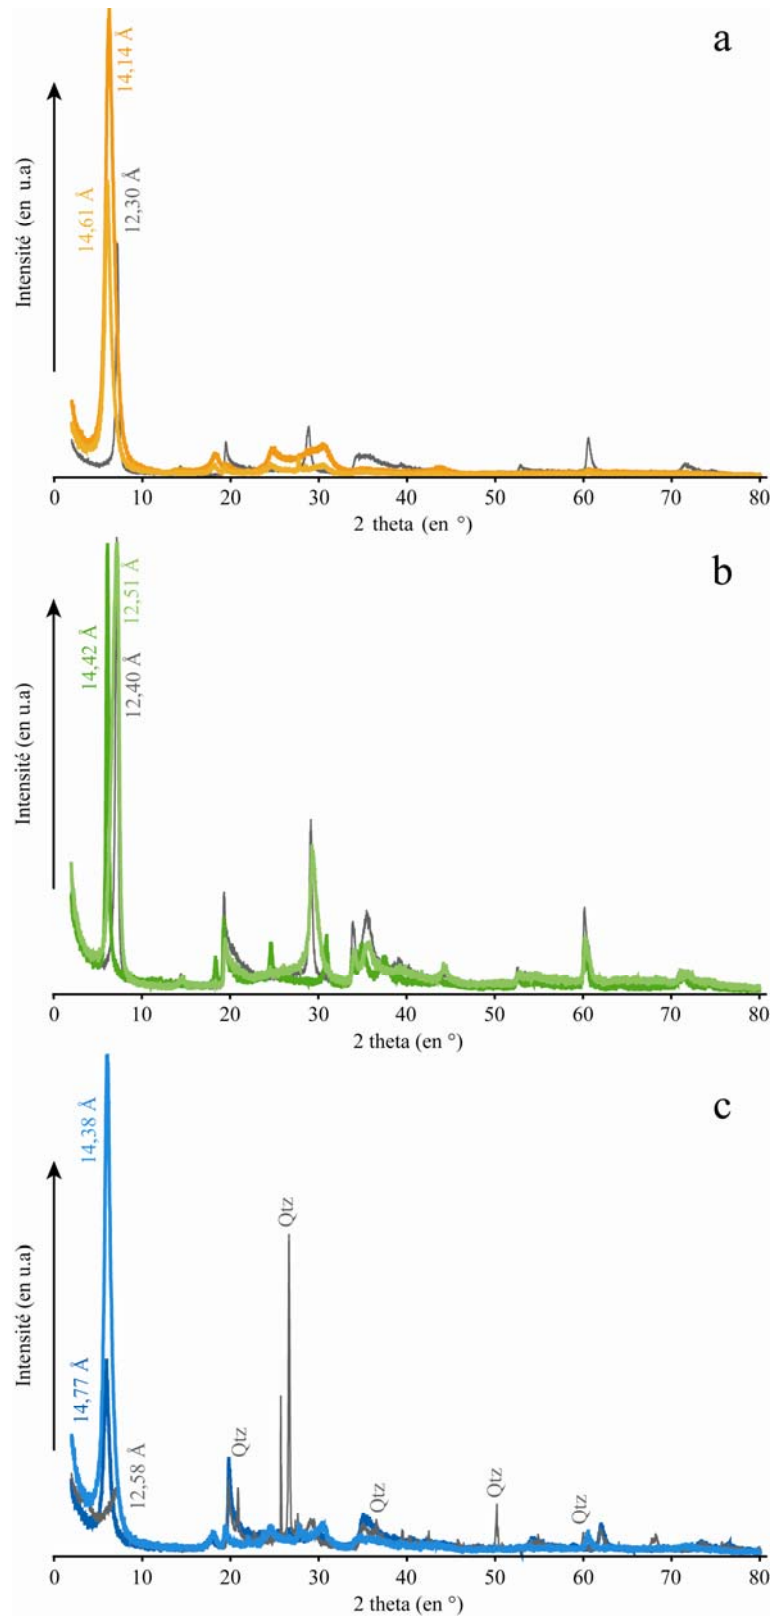 a
14,14 Å
14,61 Å
12,30 Å
Intensité (en u.a)
0 10 20 30 40 50 60 70 80
2 theta (en °)
b
12,51 Å
14,42 Å
12,40 Å
Intensité (en u.a)
0 10 20 30 40 50 60 70 80
2 theta (en °)
c
14,38 Å
Qtz
14,77 Å
12,58 Å
Qtz
Qtz
Qtz
Qtz
Intensité (en u.a)
0 10 20 30 40 50 60 70 80
2 theta (en °)